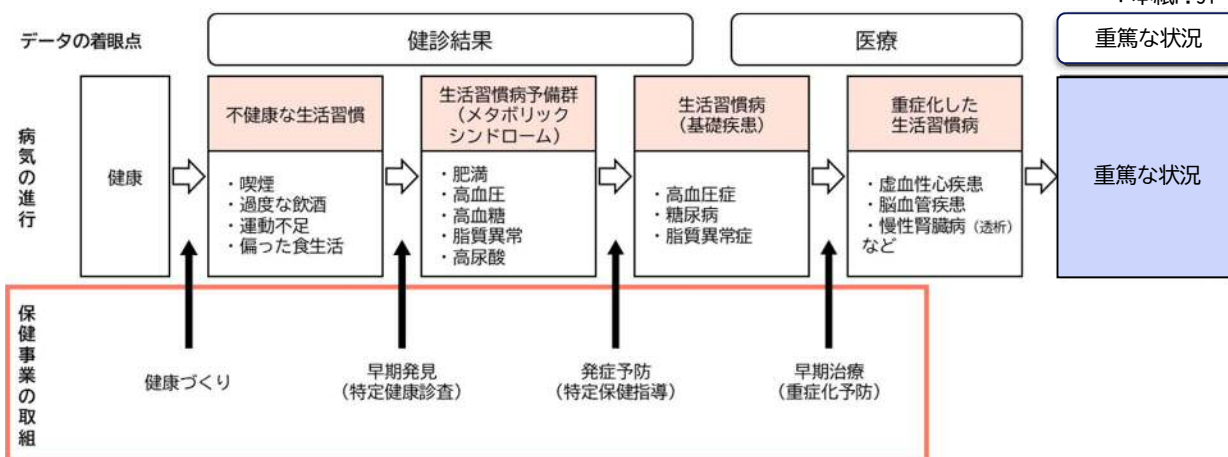 データの着眼点
健診結果
医療
重篤な状況
病気の進行
健康
不健康な生活習慣
・喫煙
・過度な飲酒
・運動不足
・偏った食生活
生活習慣病予備群
（メタボリック
シンドローム）
・肥満
・高血圧
・高血糖
・脂質異常
・高尿酸
生活習慣病
（基礎疾患）
・高血圧症
・糖尿病
・脂質異常症
重症化した
生活習慣病
・虚血性心疾患
・脳血管疾患
・慢性腎臓病（透析）
など
重篤な状況
保健事業の取組
健康づくり
早期発見
（特定健康診査）
発症予防
（特定保健指導）
早期治療
（重症化予防）